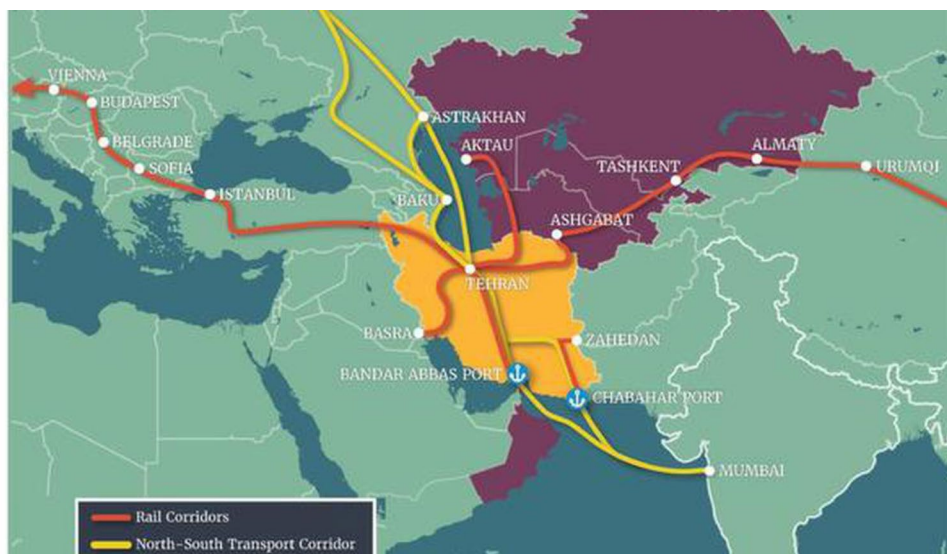 VIENNA
BUDAPEST
BELGRADE
SOFIA
ISTANBUL
ASTRAKHAN
AKTAU
ALMATY
TASHKENT
URUMQI
BAKU
ASHGABAT
TEHRAN
BASRA
ZAHEDAN
BANDAR ABBAS PORT
CHABAHAR PORT
MUMBAI
Rail Corridors
North-South Transport Corridor